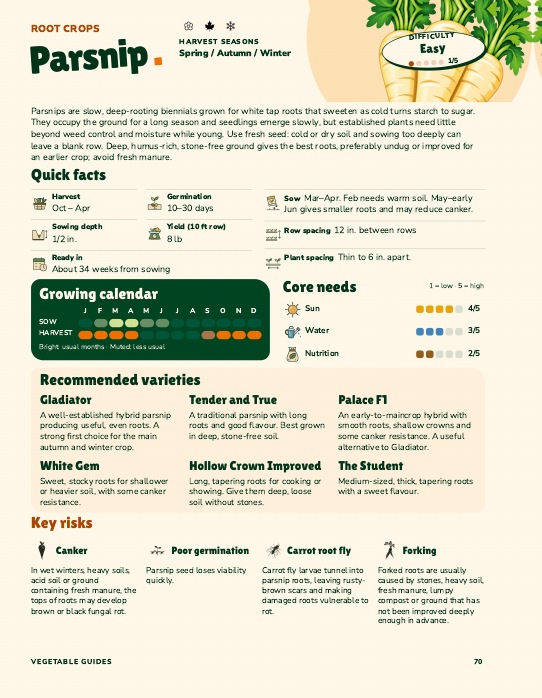 ROOT CROPS
Parsnip.
HARVEST SEASONS
Spring / Autumn / Winter
DIFFICULTY
Easy
1/5
Parsnips are slow, deep-rooting biennials grown for white tap roots that sweeten as cold turns starch to sugar.
They occupy the ground for a long season and seedlings emerge slowly, but established plants need little
beyond weed control and moisture while young. Use fresh seed: cold or dry soil and sowing too deeply can
leave a blank row. Deep, humus-rich, stone-free ground gives the best roots, preferably undug or improved for
an earlier crop; avoid fresh manure.
Quick facts
Harvest
Oct – Apr
Germination
10–30 days
Sow Mar–Apr. Feb needs warm soil. May–early
Jun gives smaller roots and may reduce canker.
Sowing depth
1/2 in.
Yield (10 ft row)
8 lb
Row spacing 12 in. between rows
Ready in
About 34 weeks from sowing
Plant spacing Thin to 6 in. apart.
Growing calendar
J F M A M J J A S O N D
SOW
HARVEST
Bright: usual months · Muted: less usual
Core needs
1 = low · 5 = high
Sun 4/5
Water 3/5
Nutrition 2/5
Recommended varieties
Gladiator
A well-established hybrid parsnip
producing useful, even roots. A
strong first choice for the main
autumn and winter crop.
Tender and True
A traditional parsnip with long
roots and good flavour. Best grown
in deep, stone-free soil.
Palace F1
An early-to-maincrop hybrid with
smooth roots, shallow crowns and
some canker resistance. A useful
alternative to Gladiator.
White Gem
Sweet, stocky roots for shallower
or heavier soil, with some canker
resistance.
Hollow Crown Improved
Long, tapering roots for cooking or
showing. Give them deep, loose
soil without stones.
The Student
Medium-sized, thick, tapering roots
with a sweet flavour.
Key risks
Canker
In wet winters, heavy soils,
acid soil or ground
containing fresh manure, the
tops of roots may develop
brown or black fungal rot.
Poor germination
Parsnip seed loses viability
quickly.
Carrot root fly
Carrot fly larvae tunnel into
parsnip roots, leaving rusty-
brown scars and making
damaged roots vulnerable to
rot.
Forking
Forked roots are usually
caused by stones, heavy soil,
fresh manure, lumpy
compost or ground that has
not been improved deeply
enough in advance.
VEGETABLE GUIDES
70